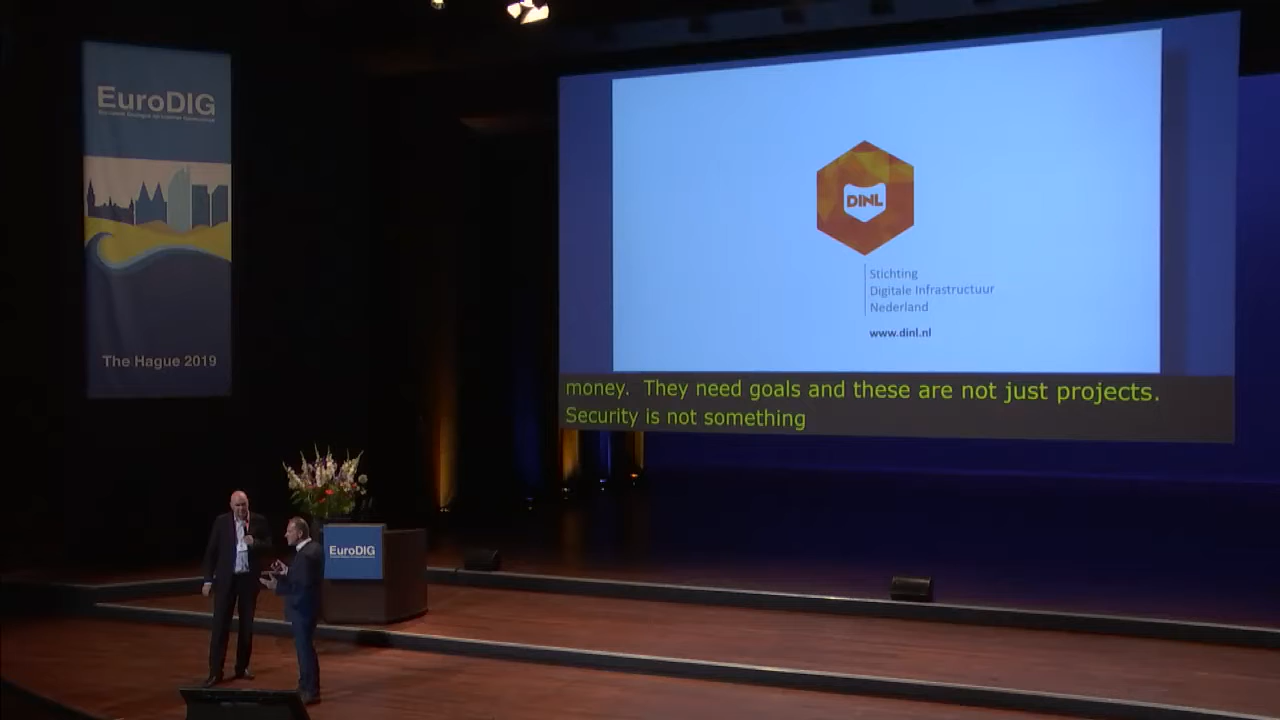 EuroDIG
The Hague 2019
DINL
Stichting
Digitale Infrastructuur
Nederland
www.dinl.nl
money. They need goals and these are not just projects.
Security is not something
EuroDIG